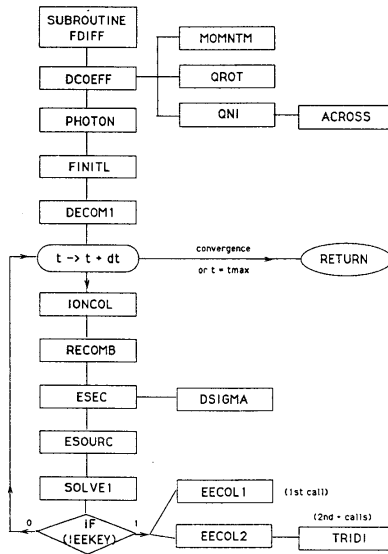 SUBROUTINE
FDIFF
DCOEFF
MOMNTM
QROT
QNI
ACROSS
PHOTON
FINITL
DECOM1
t -> t + dt
convergence
or t = tmax
RETURN
IONCOL
RECOMB
ESEC
DSIGMA
ESOURC
SOLVE1
0
IF
(IEEKEY)
1
EECOL1
(1st call)
EECOL2
(2nd - calls)
TRIDI